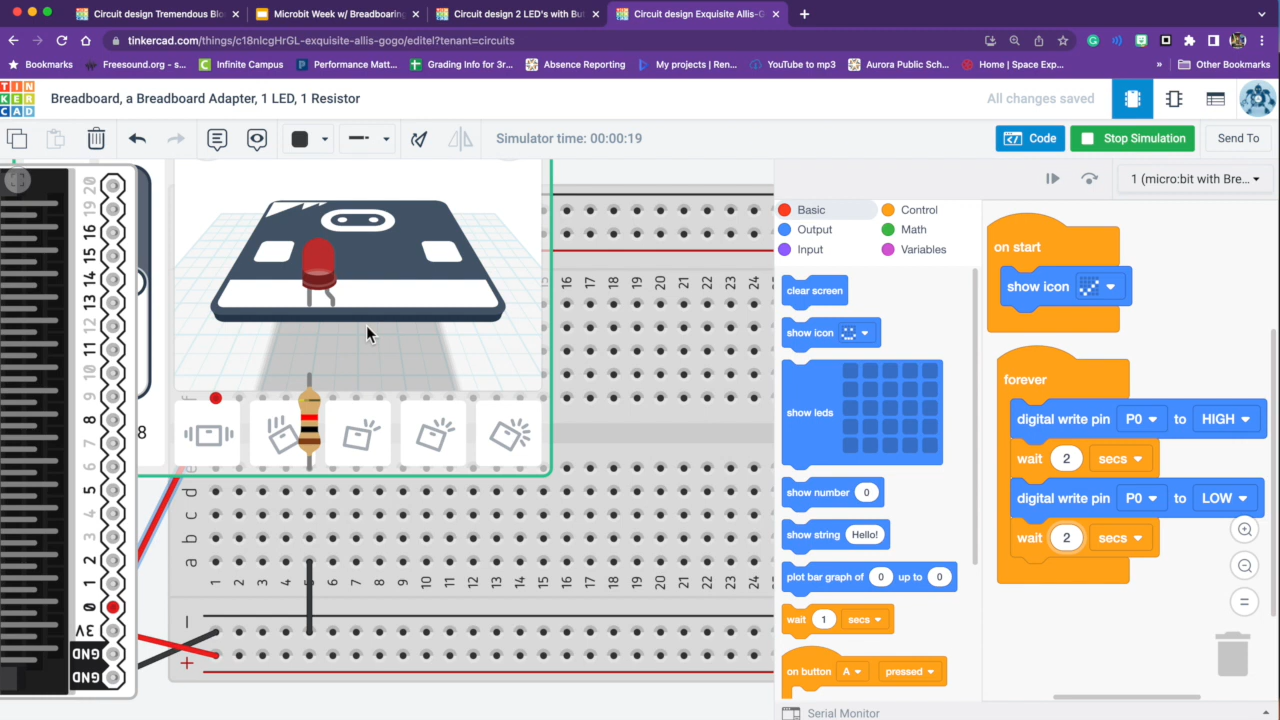 Circuit design Tremendous Blo
Microbit Week w/ Breadboarding
Circuit design 2 LED's with But
Circuit design Exquisite Allis-G
tinkercad.com/things/c18nlcgHrGL-exquisite-allis-gogo/editel?tenant=circuits
Bookmarks
Freesound.org - s...
Infinite Campus
Performance Matt...
Grading Info for 3r...
Absence Reporting
My projects | Ren...
YouTube to mp3
Aurora Public Sch...
Home | Space Exp...
»
Other Bookmarks
TIN
KER
CAD
Breadboard, a Breadboard Adapter, 1 LED, 1 Resistor
All changes saved
Simulator time: 00:00:19
Code
Stop Simulation
Send To
1 (micro:bit with Bre...
Basic
Control
Output
Math
Input
Variables
clear screen
show icon
show leds
show number 0
show string Hello!
plot bar graph of 0 up to 0
wait 1 secs
on button A pressed
on start
show icon
forever
digital write pin P0 to HIGH
wait 2 secs
digital write pin P0 to LOW
wait 2 secs
Serial Monitor
20
19
16
15
14
13
12
11
10
9
8
7
6
5
4
3
2
1
0
3V
GND
GND
8
16 17 18 19 20 21 22 23 24
f
e
d
c
b
a
1 2 3 4 5 6 7 8 9 10 11 12 13 14 15 16 17 18 19 20 21 22 23 24
−
+